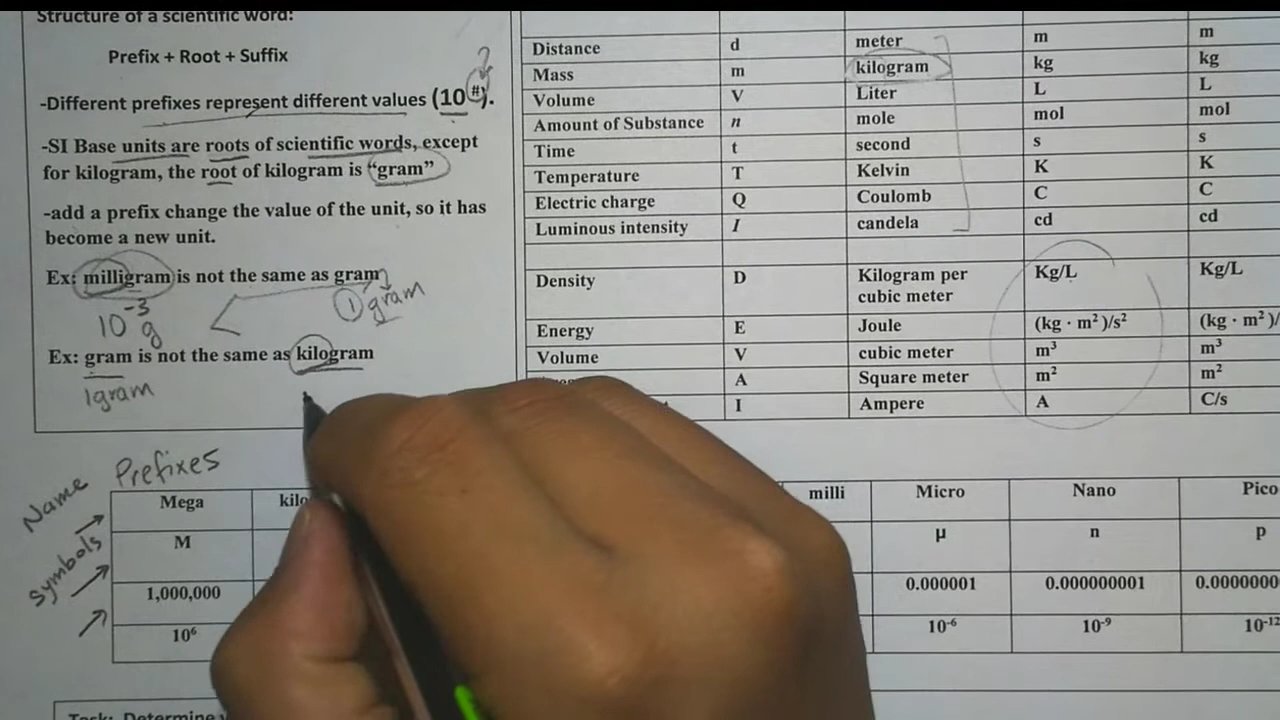 Structure of a scientific word:
Prefix + Root + Suffix
?
-Different prefixes represent different values (10#).
-SI Base units are roots of scientific words, except
for kilogram, the root of kilogram is "gram"
-add a prefix change the value of the unit, so it has
become a new unit.
Ex: milligram is not the same as gram
10⁻³ g
① gram
Ex: gram is not the same as kilogram
1gram
Distance d meter m m
Mass m kilogram kg kg
Volume V Liter L L
Amount of Substance n mole mol mol
Time t second s s
Temperature T Kelvin K K
Electric charge Q Coulomb C C
Luminous intensity I candela cd cd
Density D Kilogram per cubic meter Kg/L Kg/L
Energy E Joule (kg · m²)/s² (kg · m²)/
Volume V cubic meter m³ m³
A Square meter m² m²
I Ampere A C/s
Prefixes
Name
Symbols
Mega kilo milli Micro Nano Pico
M µ n p
1,000,000 0.000001 0.000000001 0.0000000
10⁶ 10⁻⁶ 10⁻⁹ 10⁻¹²
Task: Determine